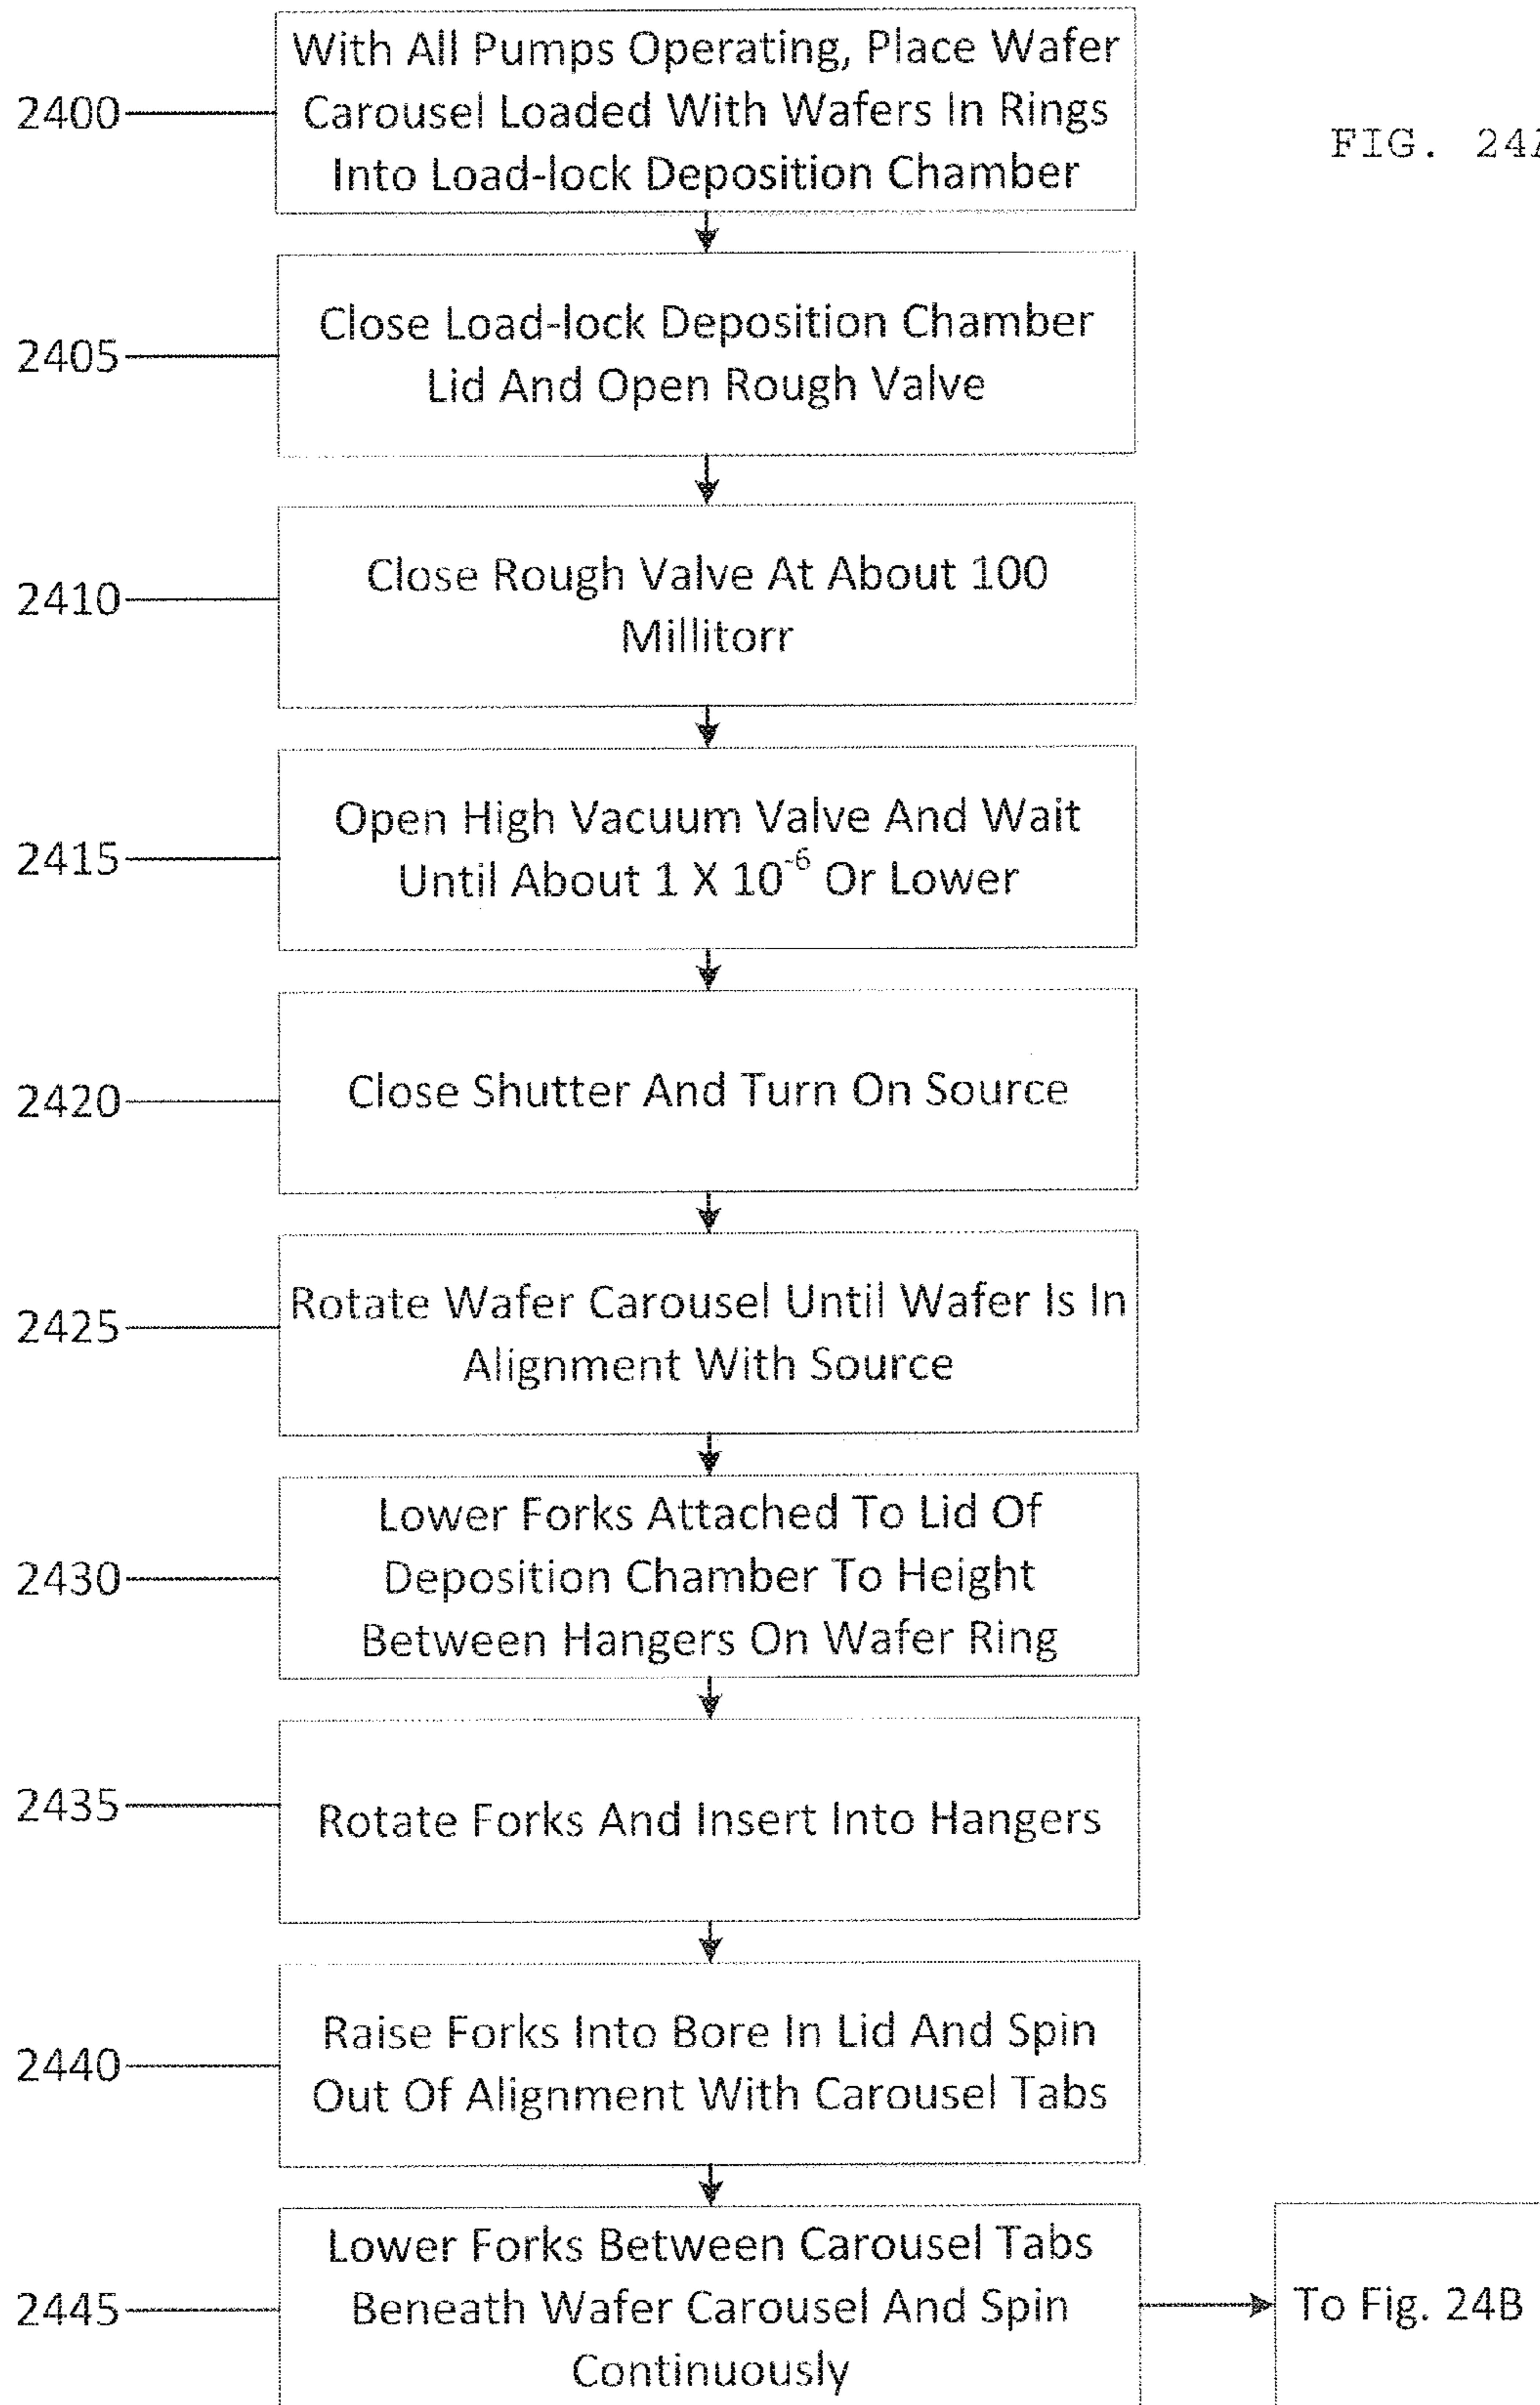 With All Pumps Operating, Place Wafer
Carousel Loaded With Wafers In Rings
Into Load-lock Deposition Chamber
2400
FIG. 24A
Close Load-lock Deposition Chamber
Lid And Open Rough Valve
2405
Close Rough Valve At About 100
Millitorr
2410
Open High Vacuum Valve And Wait
Until About 1 X 10⁻⁶ Or Lower
2415
Close Shutter And Turn On Source
2420
Rotate Wafer Carousel Until Wafer Is In
Alignment With Source
2425
Lower Forks Attached To Lid Of
Deposition Chamber To Height
Between Hangers On Wafer Ring
2430
Rotate Forks And Insert Into Hangers
2435
Raise Forks Into Bore In Lid And Spin
Out Of Alignment With Carousel Tabs
2440
Lower Forks Between Carousel Tabs
Beneath Wafer Carousel And Spin
Continuously
2445
To Fig. 24B